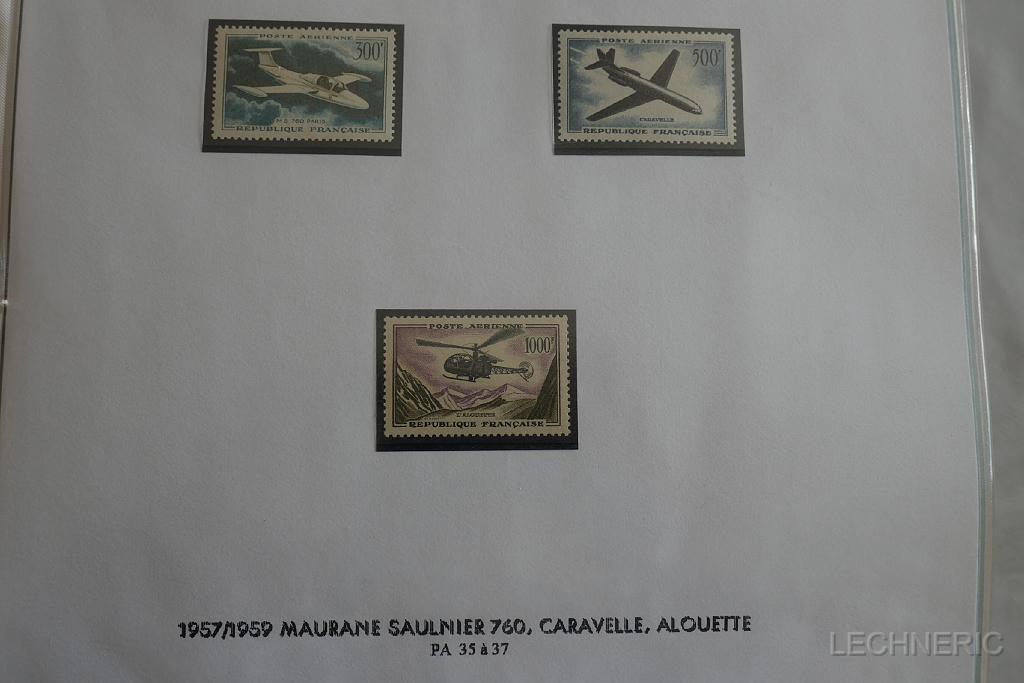 POSTE AERIENNE
300F
M.S. 760 PARIS
REPUBLIQUE FRANÇAISE
POSTE AERIENNE
500F
CARAVELLE
REPUBLIQUE FRANÇAISE
POSTE AERIENNE
1000F
L'ALOUETTE
REPUBLIQUE FRANÇAISE
1957/1959 MAURANE SAULNIER 760, CARAVELLE, ALOUETTE
PA 35 à 37
LECHNERIC